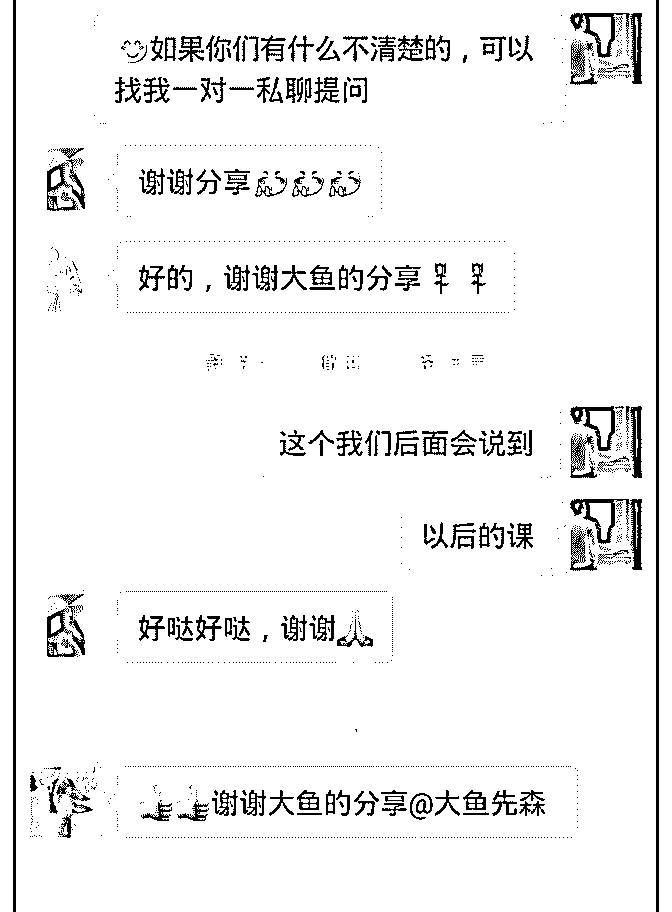 如果你们有什么不清楚的，可以
找我一对一私聊提问
谢谢分享
好的，谢谢大鱼的分享
这个我们后面会说到
以后的课
好哒好哒，谢谢
谢谢大鱼的分享@大鱼先森